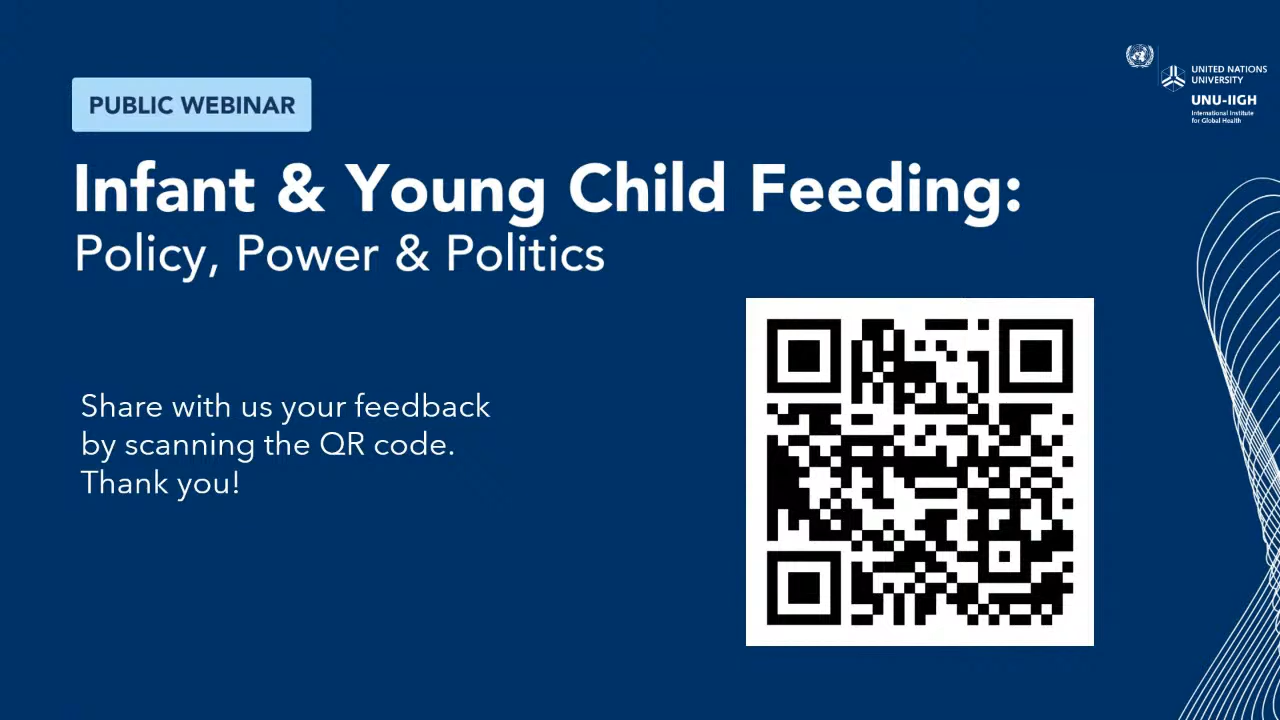 PUBLIC WEBINAR
Infant & Young Child Feeding:
Policy, Power & Politics
UNITED NATIONS
UNIVERSITY
UNU-IIGH
International Institute
for Global Health
Share with us your feedback
by scanning the QR code.
Thank you!